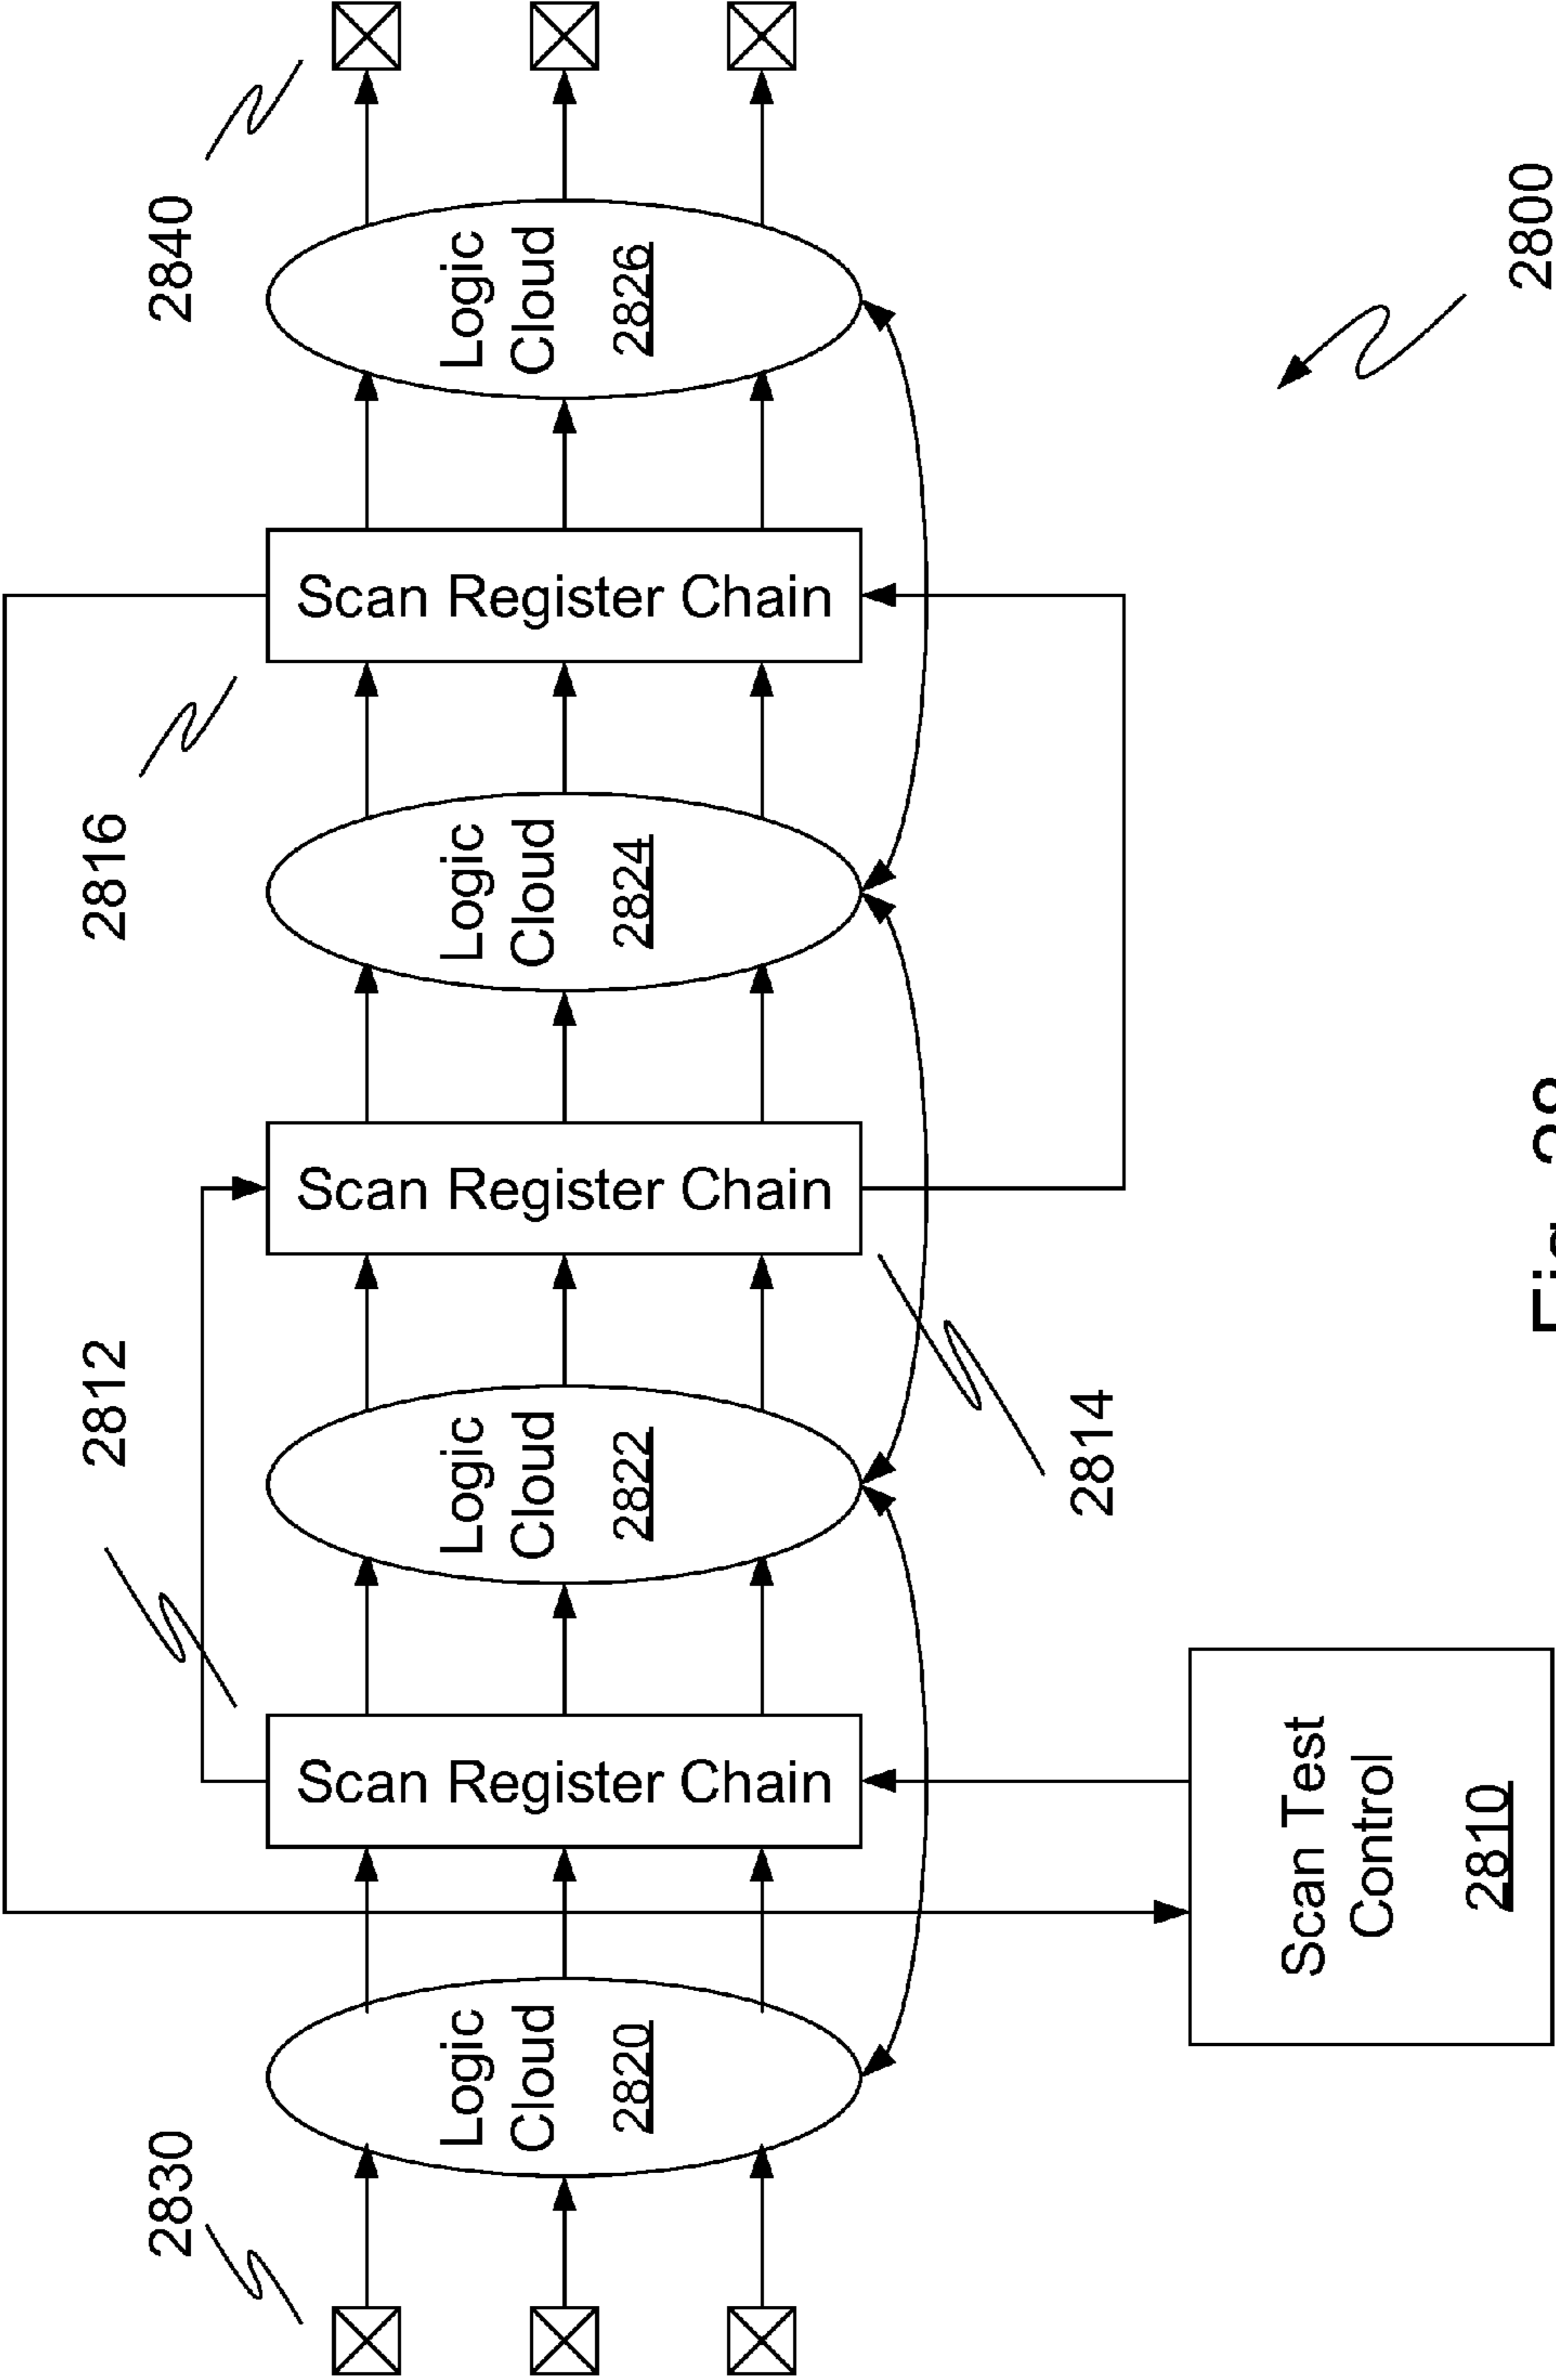 2830
2812
2816
2840
Logic
Cloud
2820
Scan Register Chain
Logic
Cloud
2822
Scan Register Chain
Logic
Cloud
2824
Scan Register Chain
Logic
Cloud
2826
2814
Scan Test
Control
2810
2800